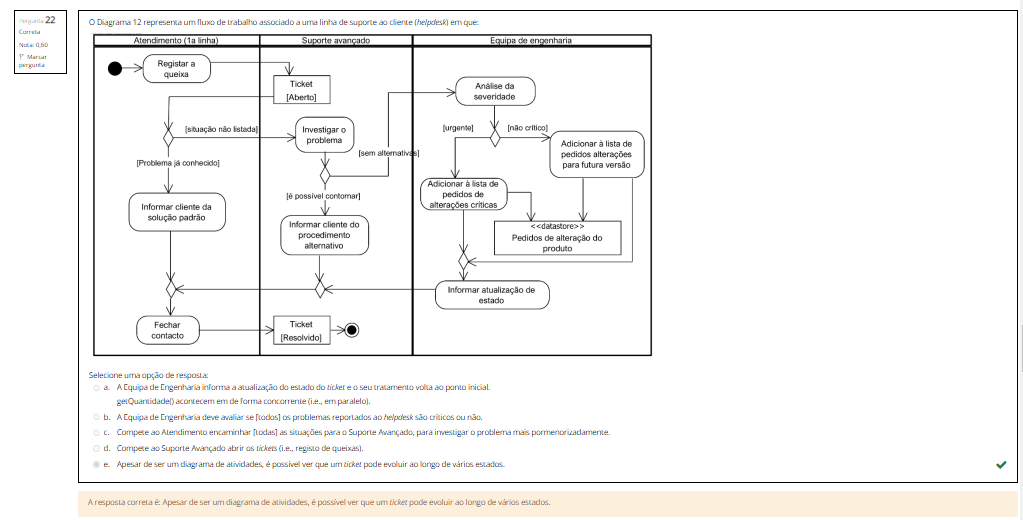 Pergunta 22
Correta
Nota: 0,60
Marcar
pergunta
O Diagrama 12 representa um fluxo de trabalho associado a uma linha de suporte ao cliente (helpdesk) em que:
Atendimento (1a linha)
Suporte avançado
Equipa de engenharia
Registar a
queixa
Ticket
[Aberto]
Análise da
severidade
[situação não listada]
Investigar o
problema
[sem alternativas]
[urgente]
[não crítico]
Adicionar à lista de
pedidos alterações
para futura versão
[Problema já conhecido]
[é possível contornar]
Adicionar à lista de
pedidos de
alterações críticas
Informar cliente da
solução padrão
Informar cliente do
procedimento
alternativo
<<datastore>>
Pedidos de alteração do
produto
Informar atualização de
estado
Fechar
contacto
Ticket
[Resolvido]
Selecione uma opção de resposta:
a. A Equipa de Engenharia informa a atualização do estado do ticket e o seu tratamento volta ao ponto inicial.
getQuantidade() acontecem em de forma concorrente (i.e., em paralelo).
b. A Equipa de Engenharia deve avaliar se [todos] os problemas reportados ao helpdesk são críticos ou não.
c. Compete ao Atendimento encaminhar [todas] as situações para o Suporte Avançado, para investigar o problema mais pormenorizadamente.
d. Compete ao Suporte Avançado abrir os tickets (i.e., registo de queixas).
e. Apesar de ser um diagrama de atividades, é possível ver que um ticket pode evoluir ao longo de vários estados.
A resposta correta é: Apesar de ser um diagrama de atividades, é possível ver que um ticket pode evoluir ao longo de vários estados.